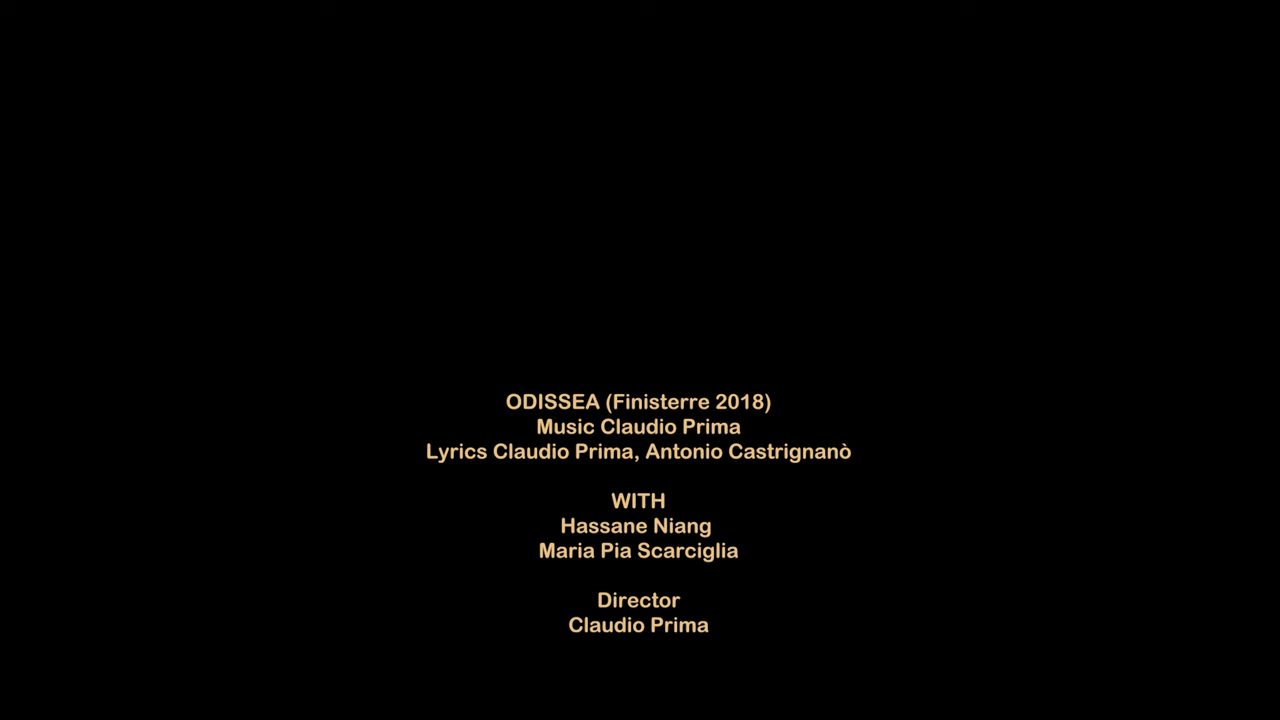 ODISSEA (Finisterre 2018)
Music Claudio Prima
Lyrics Claudio Prima, Antonio Castrignanò
WITH
Hassane Niang
Maria Pia Scarciglia
Director
Claudio Prima